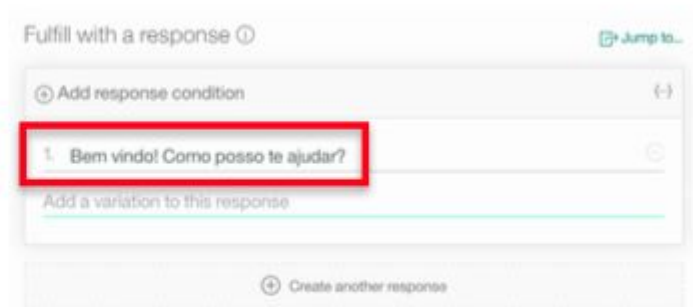 Fulfill with a response
Jump to...
Add response condition
{-}
1. Bem vindo! Como posso te ajudar?
Add a variation to this response
Create another response